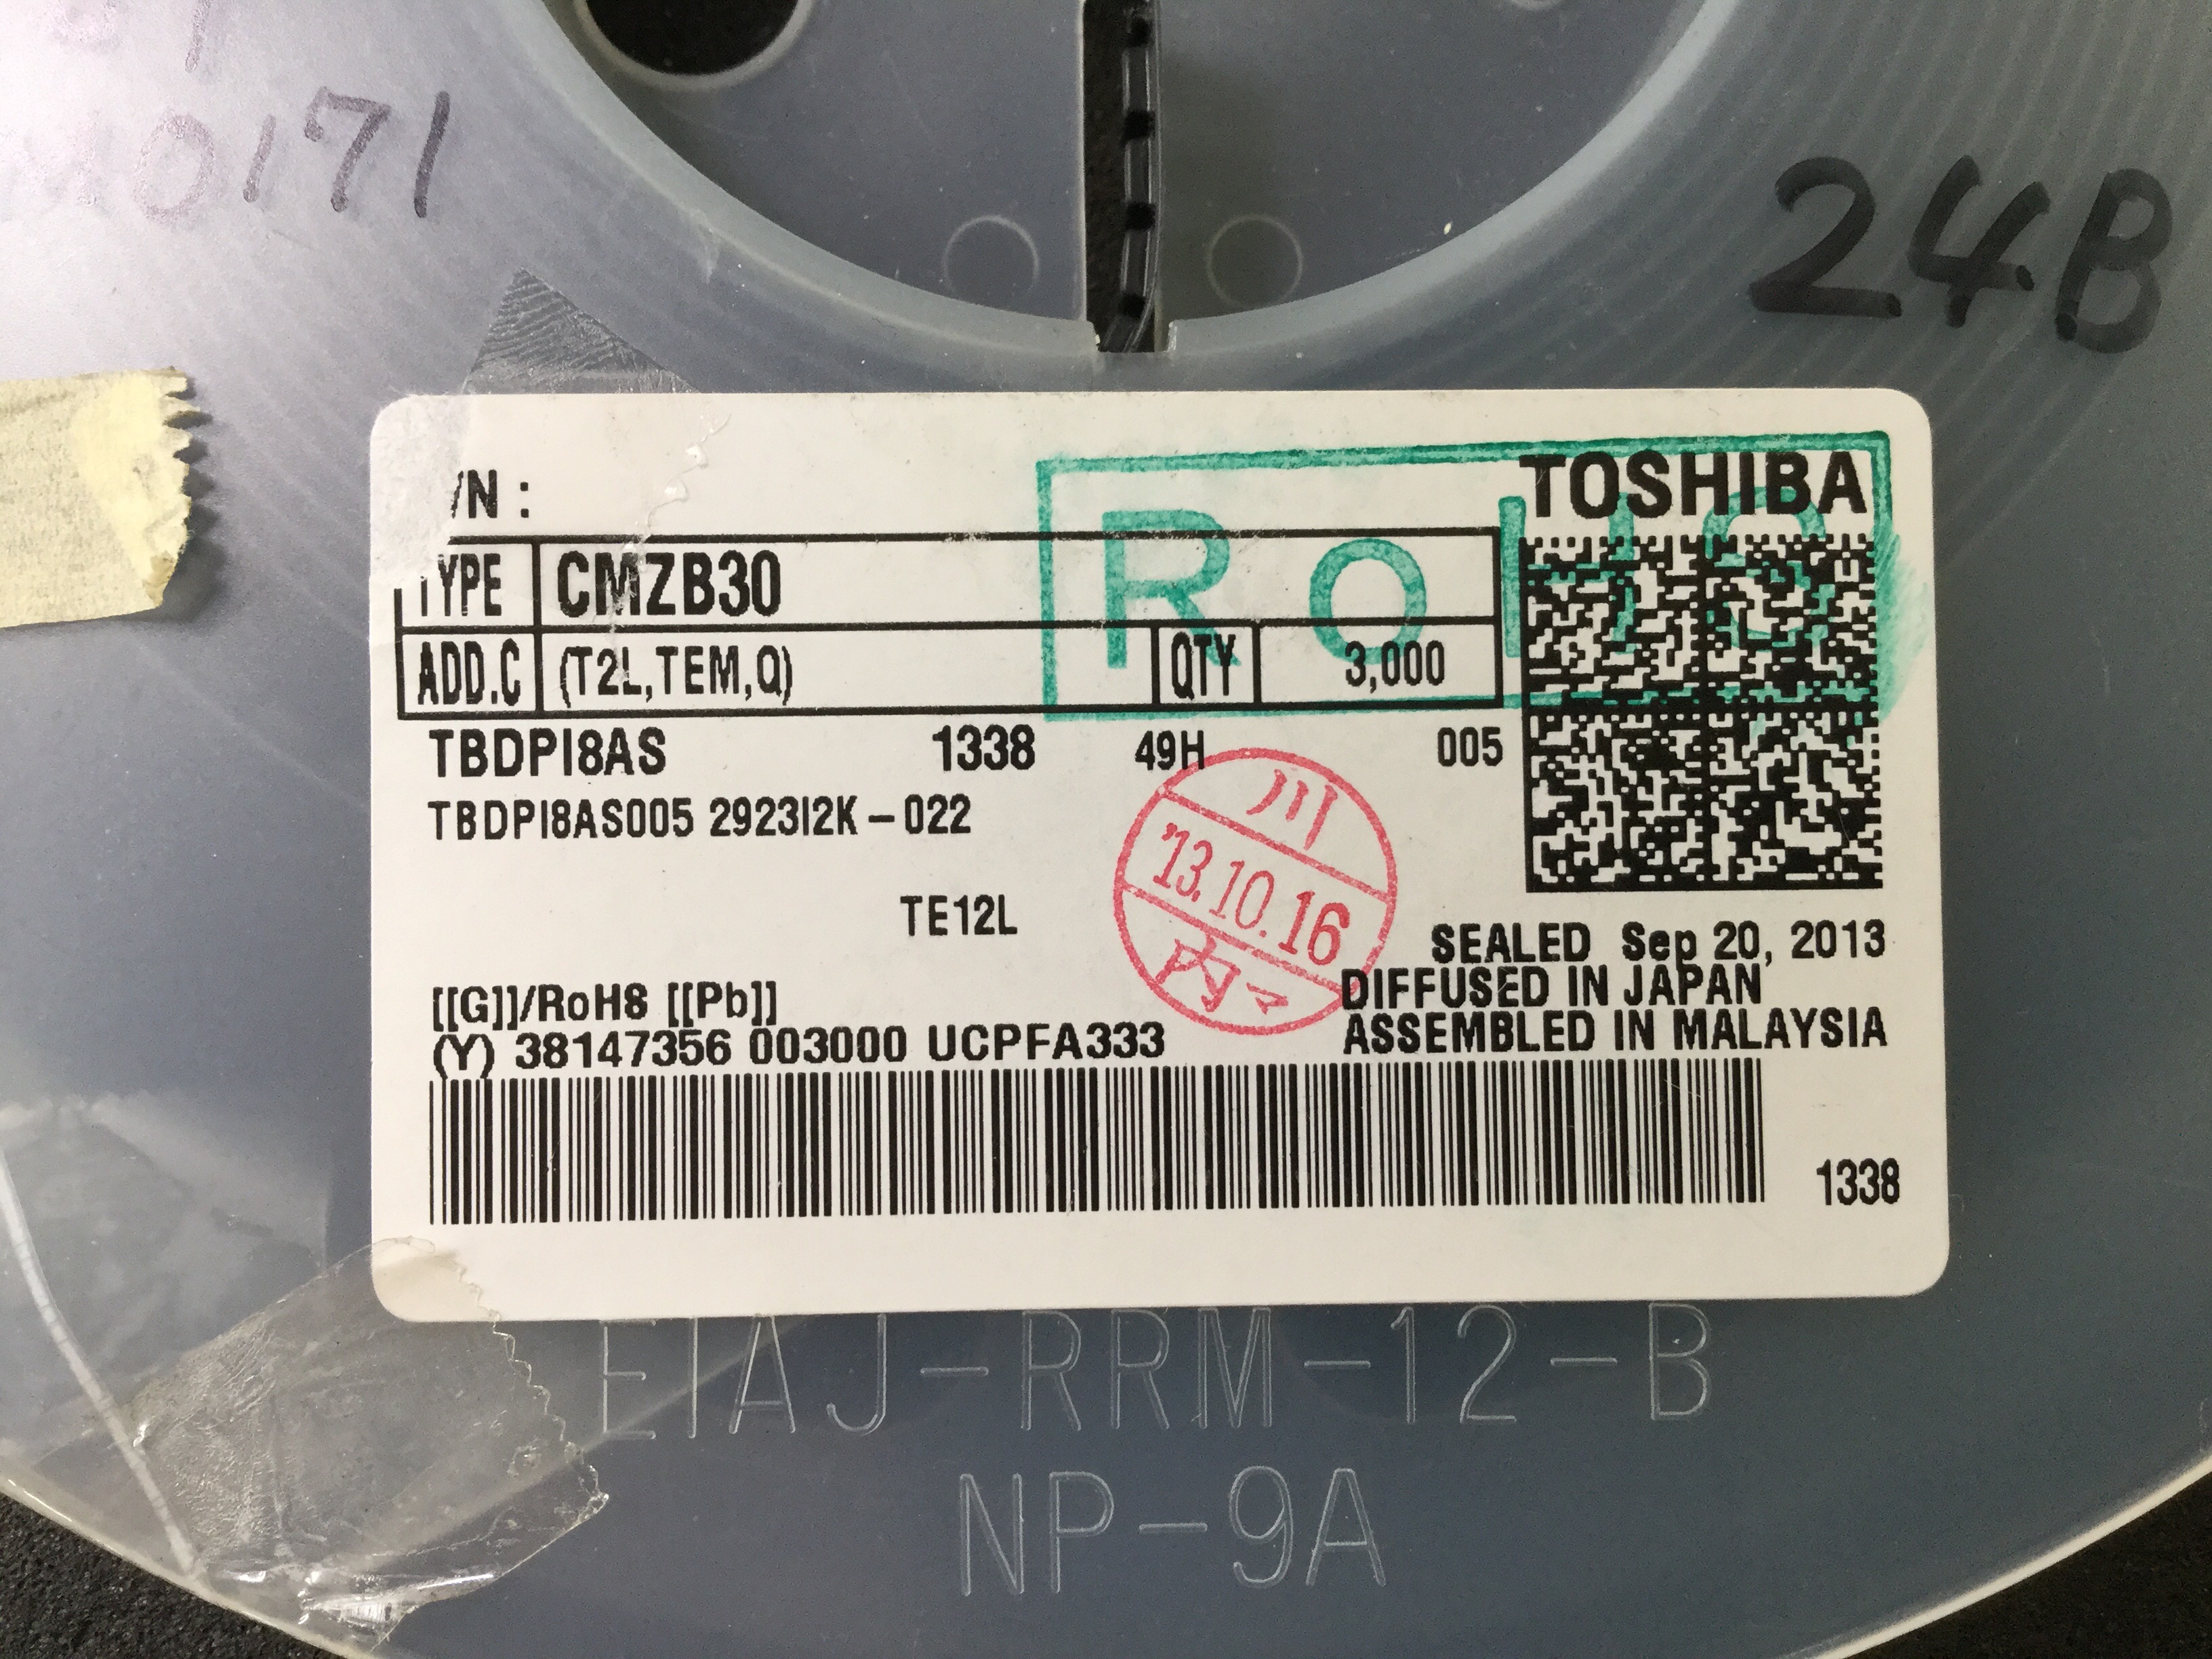 0171
24B
/N :
TOSHIBA
RoHS
TYPE CMZB30
ADD.C (T2L,TEM,Q) QTY 3,000
TBDPI8AS 1338 49H 005
TBDPI8AS005 2923I2K-022
川
'13.10.16
内
TE12L
SEALED Sep 20, 2013
DIFFUSED IN JAPAN
ASSEMBLED IN MALAYSIA
[[G]]/RoHS [[Pb]]
(Y) 38147356 003000 UCPFA333
1338
EIAJ-RRM-12-B
NP-9A